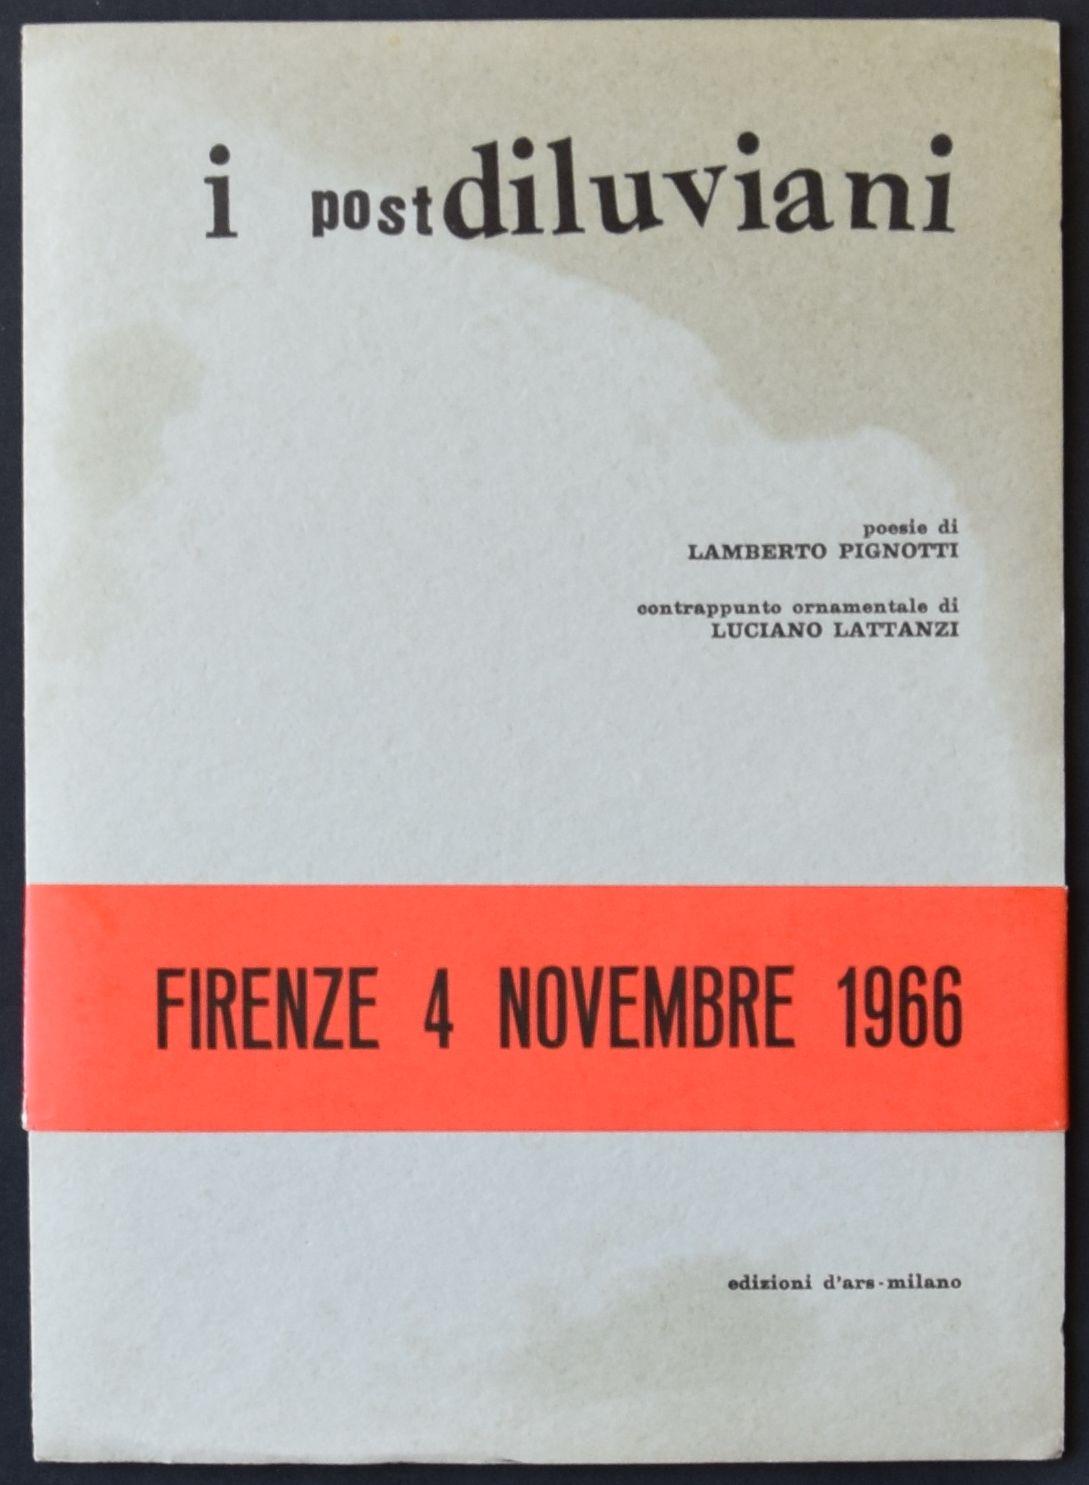 i postdiluviani
poesie di
LAMBERTO PIGNOTTI
contrappunto ornamentale di
LUCIANO LATTANZI
FIRENZE 4 NOVEMBRE 1966
edizioni d'ars-milano